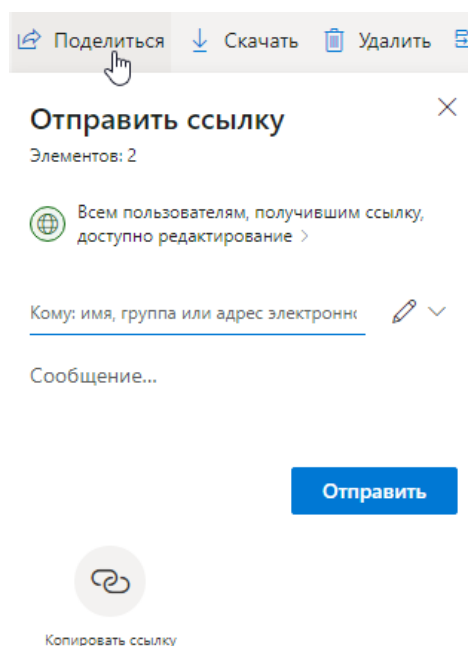 Поделиться Скачать Удалить
Отправить ссылку
Элементов: 2
Всем пользователям, получившим ссылку,
доступно редактирование >
Кому: имя, группа или адрес электронно
Сообщение...
Отправить
Копировать ссылку